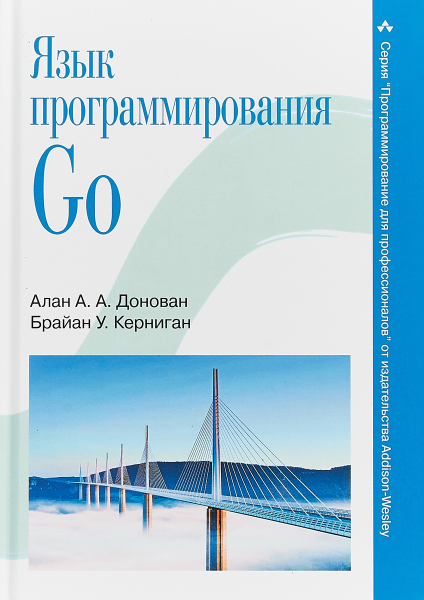 Язык
программирования
Go
Алан А. А. Донован
Брайан У. Керниган
Серия "Программирование для профессионалов" от издательства Addison-Wesley